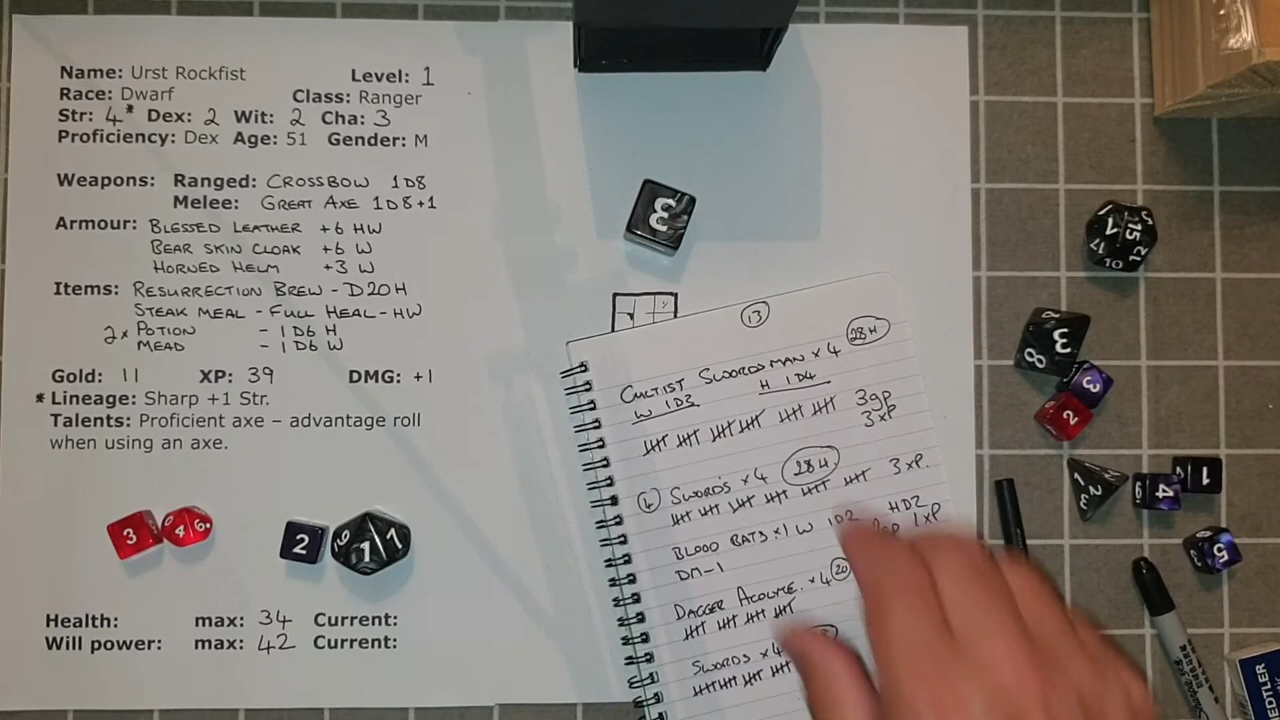 Name: Urst Rockfist Level: 1
Race: Dwarf Class: Ranger
Str: 4* Dex: 2 Wit: 2 Cha: 3
Proficiency: Dex Age: 51 Gender: M
Weapons: Ranged: CROSSBOW 1D8
Melee: GREAT AXE 1D8+1
Armour: BLESSED LEATHER +6 HW
BEAR SKIN CLOAK +6 W
HORNED HELM +3 W
Items: RESURRECTION BREW - D20H
STEAK MEAL - FULL HEAL - HW
2x POTION - 1D6 H
MEAD - 1D6 W
Gold: 11 XP: 39 DMG: +1
* Lineage: Sharp +1 Str.
Talents: Proficient axe – advantage roll
when using an axe.
Health: max: 34 Current:
Will power: max: 42 Current:
13
CULTIST SWORDSMAN x 4 28H
W 1D3 H 1D4
3gp
3xP
4 SWORDS x 4 28H
3 xP.
BLOOD BATS x 1 W 1D2 HD2
DM-1 1xP
DAGGER ACOLYTE. x 4 20
SWORDS x 4
STAEDTLER